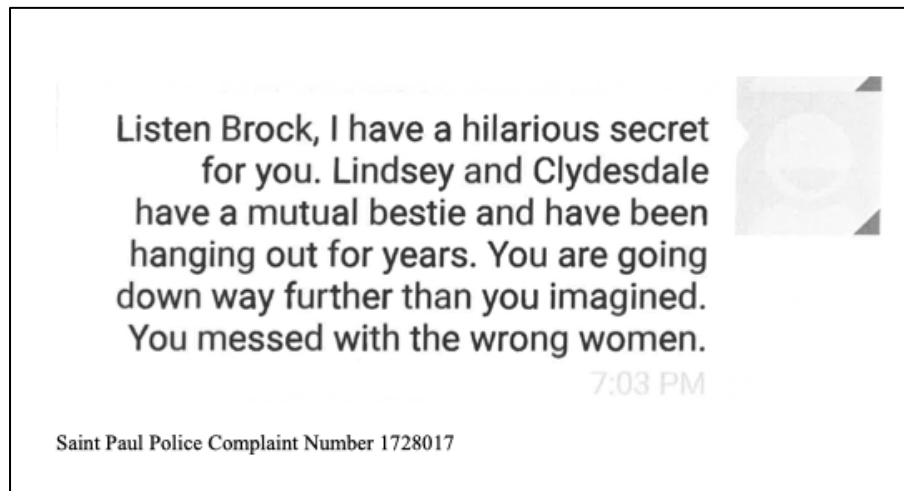 Listen Brock, I have a hilarious secret
for you. Lindsey and Clydesdale
have a mutual bestie and have been
hanging out for years. You are going
down way further than you imagined.
You messed with the wrong women.
7:03 PM
Saint Paul Police Complaint Number 1728017